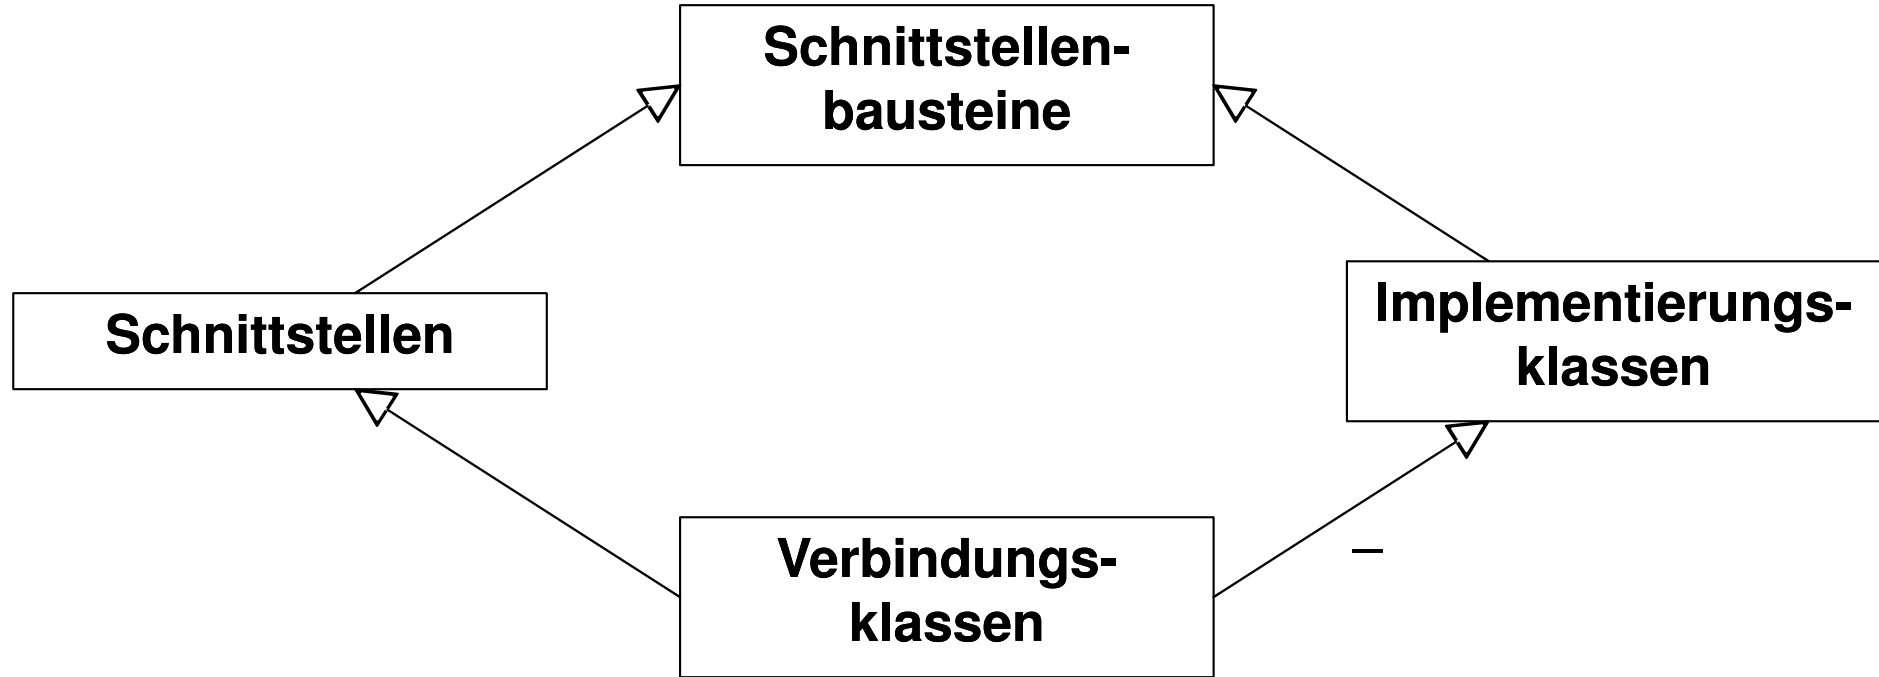 Schnittstellen-
bausteine
Schnittstellen
Implementierungs-
klassen
Verbindungs-
klassen
–